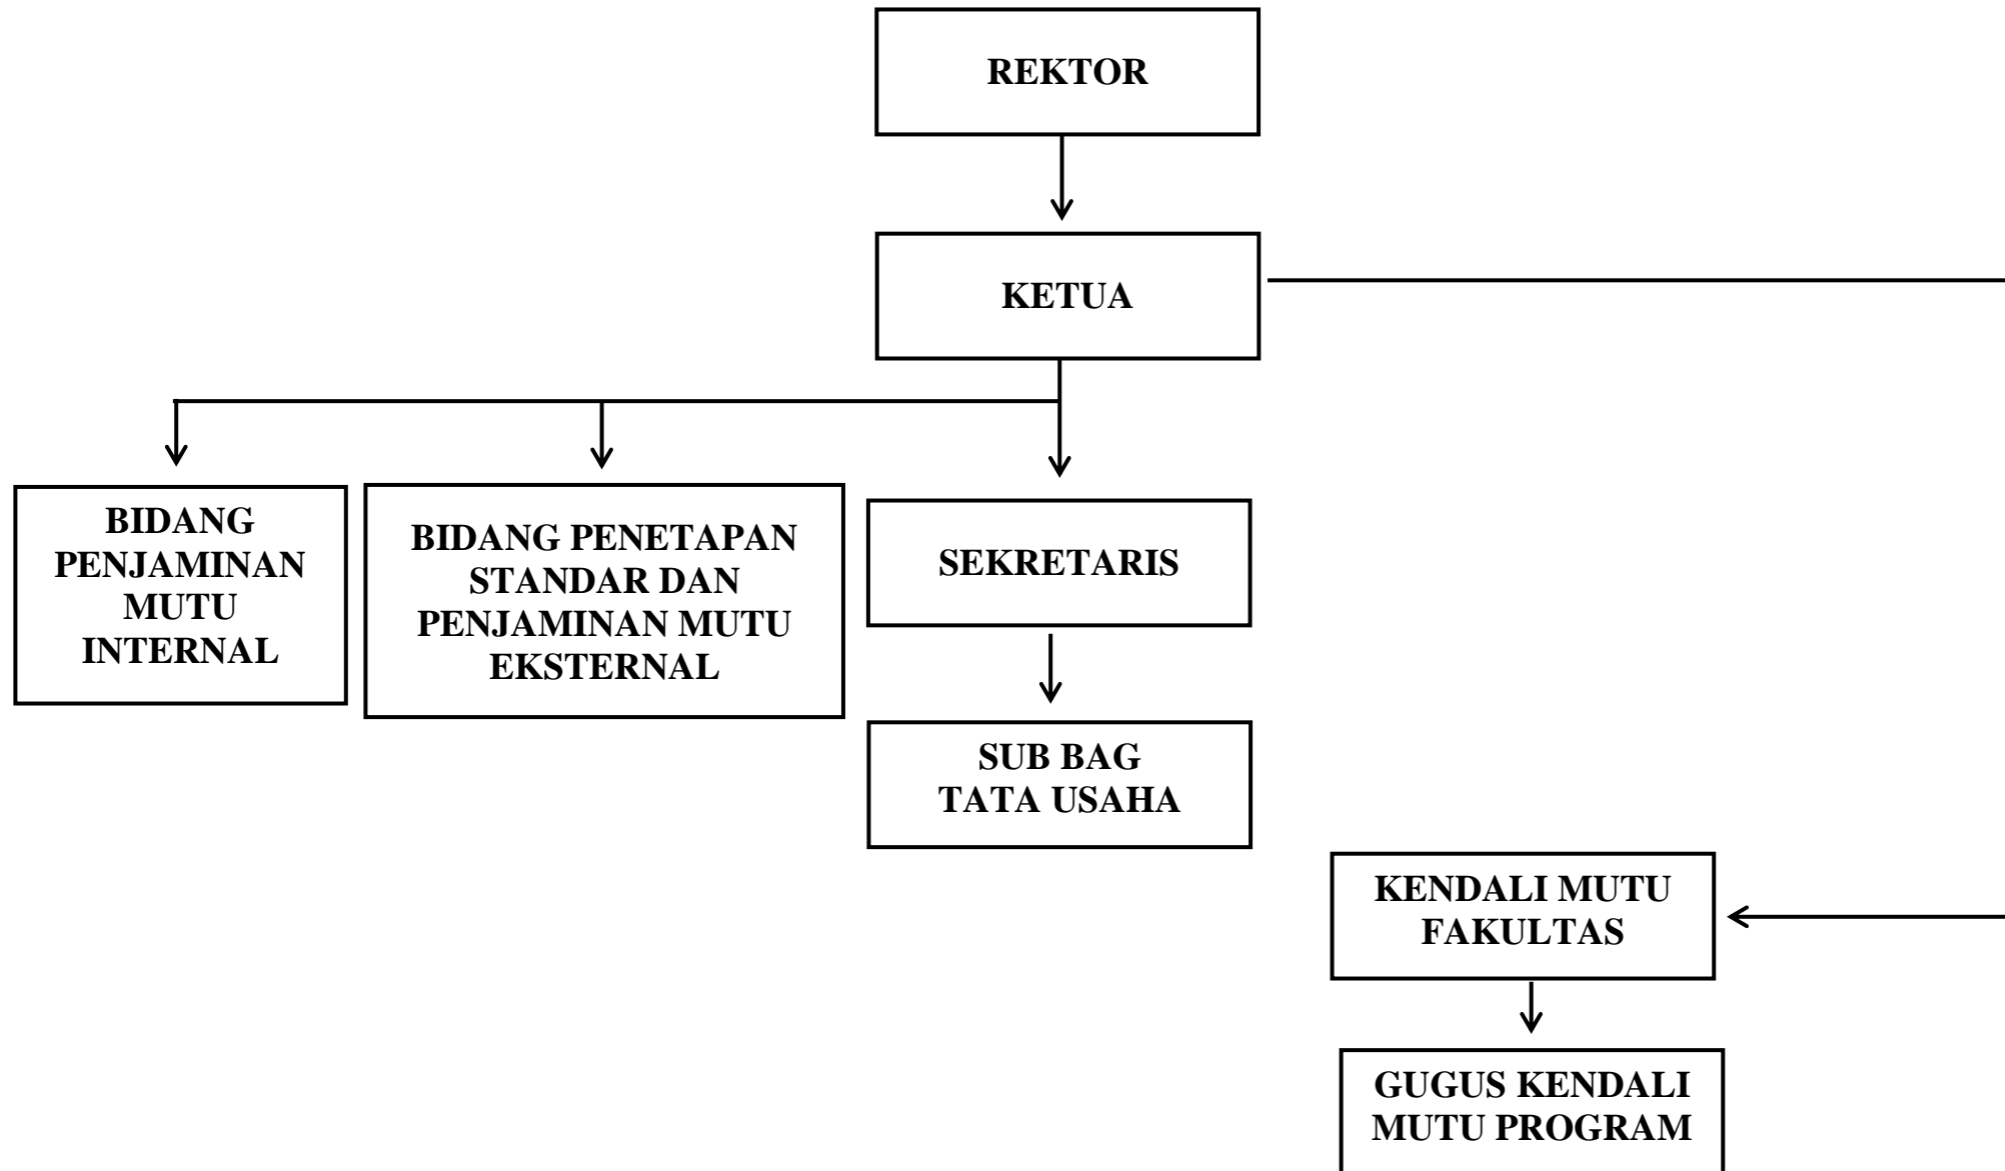 REKTOR
KETUA
BIDANG
PENJAMINAN
MUTU
INTERNAL
BIDANG PENETAPAN
STANDAR DAN
PENJAMINAN MUTU
EKSTERNAL
SEKRETARIS
SUB BAG
TATA USAHA
KENDALI MUTU
FAKULTAS
GUGUS KENDALI
MUTU PROGRAM